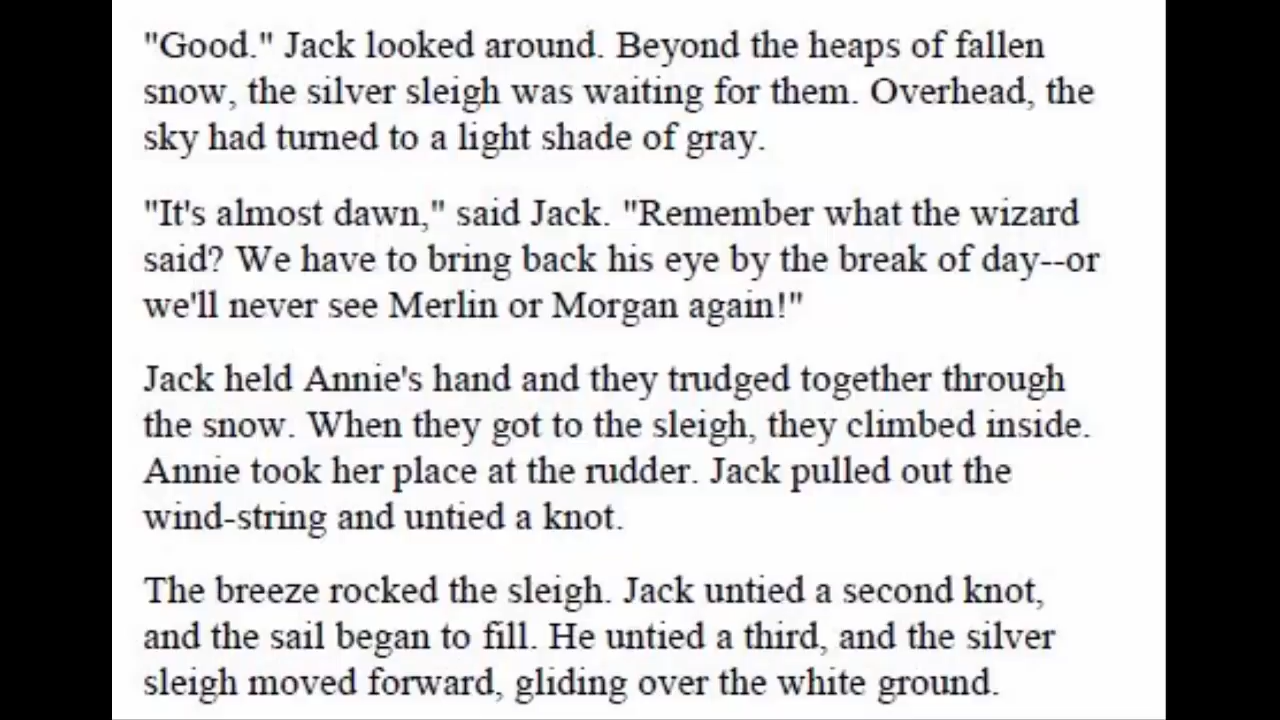 "Good." Jack looked around. Beyond the heaps of fallen
snow, the silver sleigh was waiting for them. Overhead, the
sky had turned to a light shade of gray.
"It's almost dawn," said Jack. "Remember what the wizard
said? We have to bring back his eye by the break of day--or
we'll never see Merlin or Morgan again!"
Jack held Annie's hand and they trudged together through
the snow. When they got to the sleigh, they climbed inside.
Annie took her place at the rudder. Jack pulled out the
wind-string and untied a knot.
The breeze rocked the sleigh. Jack untied a second knot,
and the sail began to fill. He untied a third, and the silver
sleigh moved forward, gliding over the white ground.